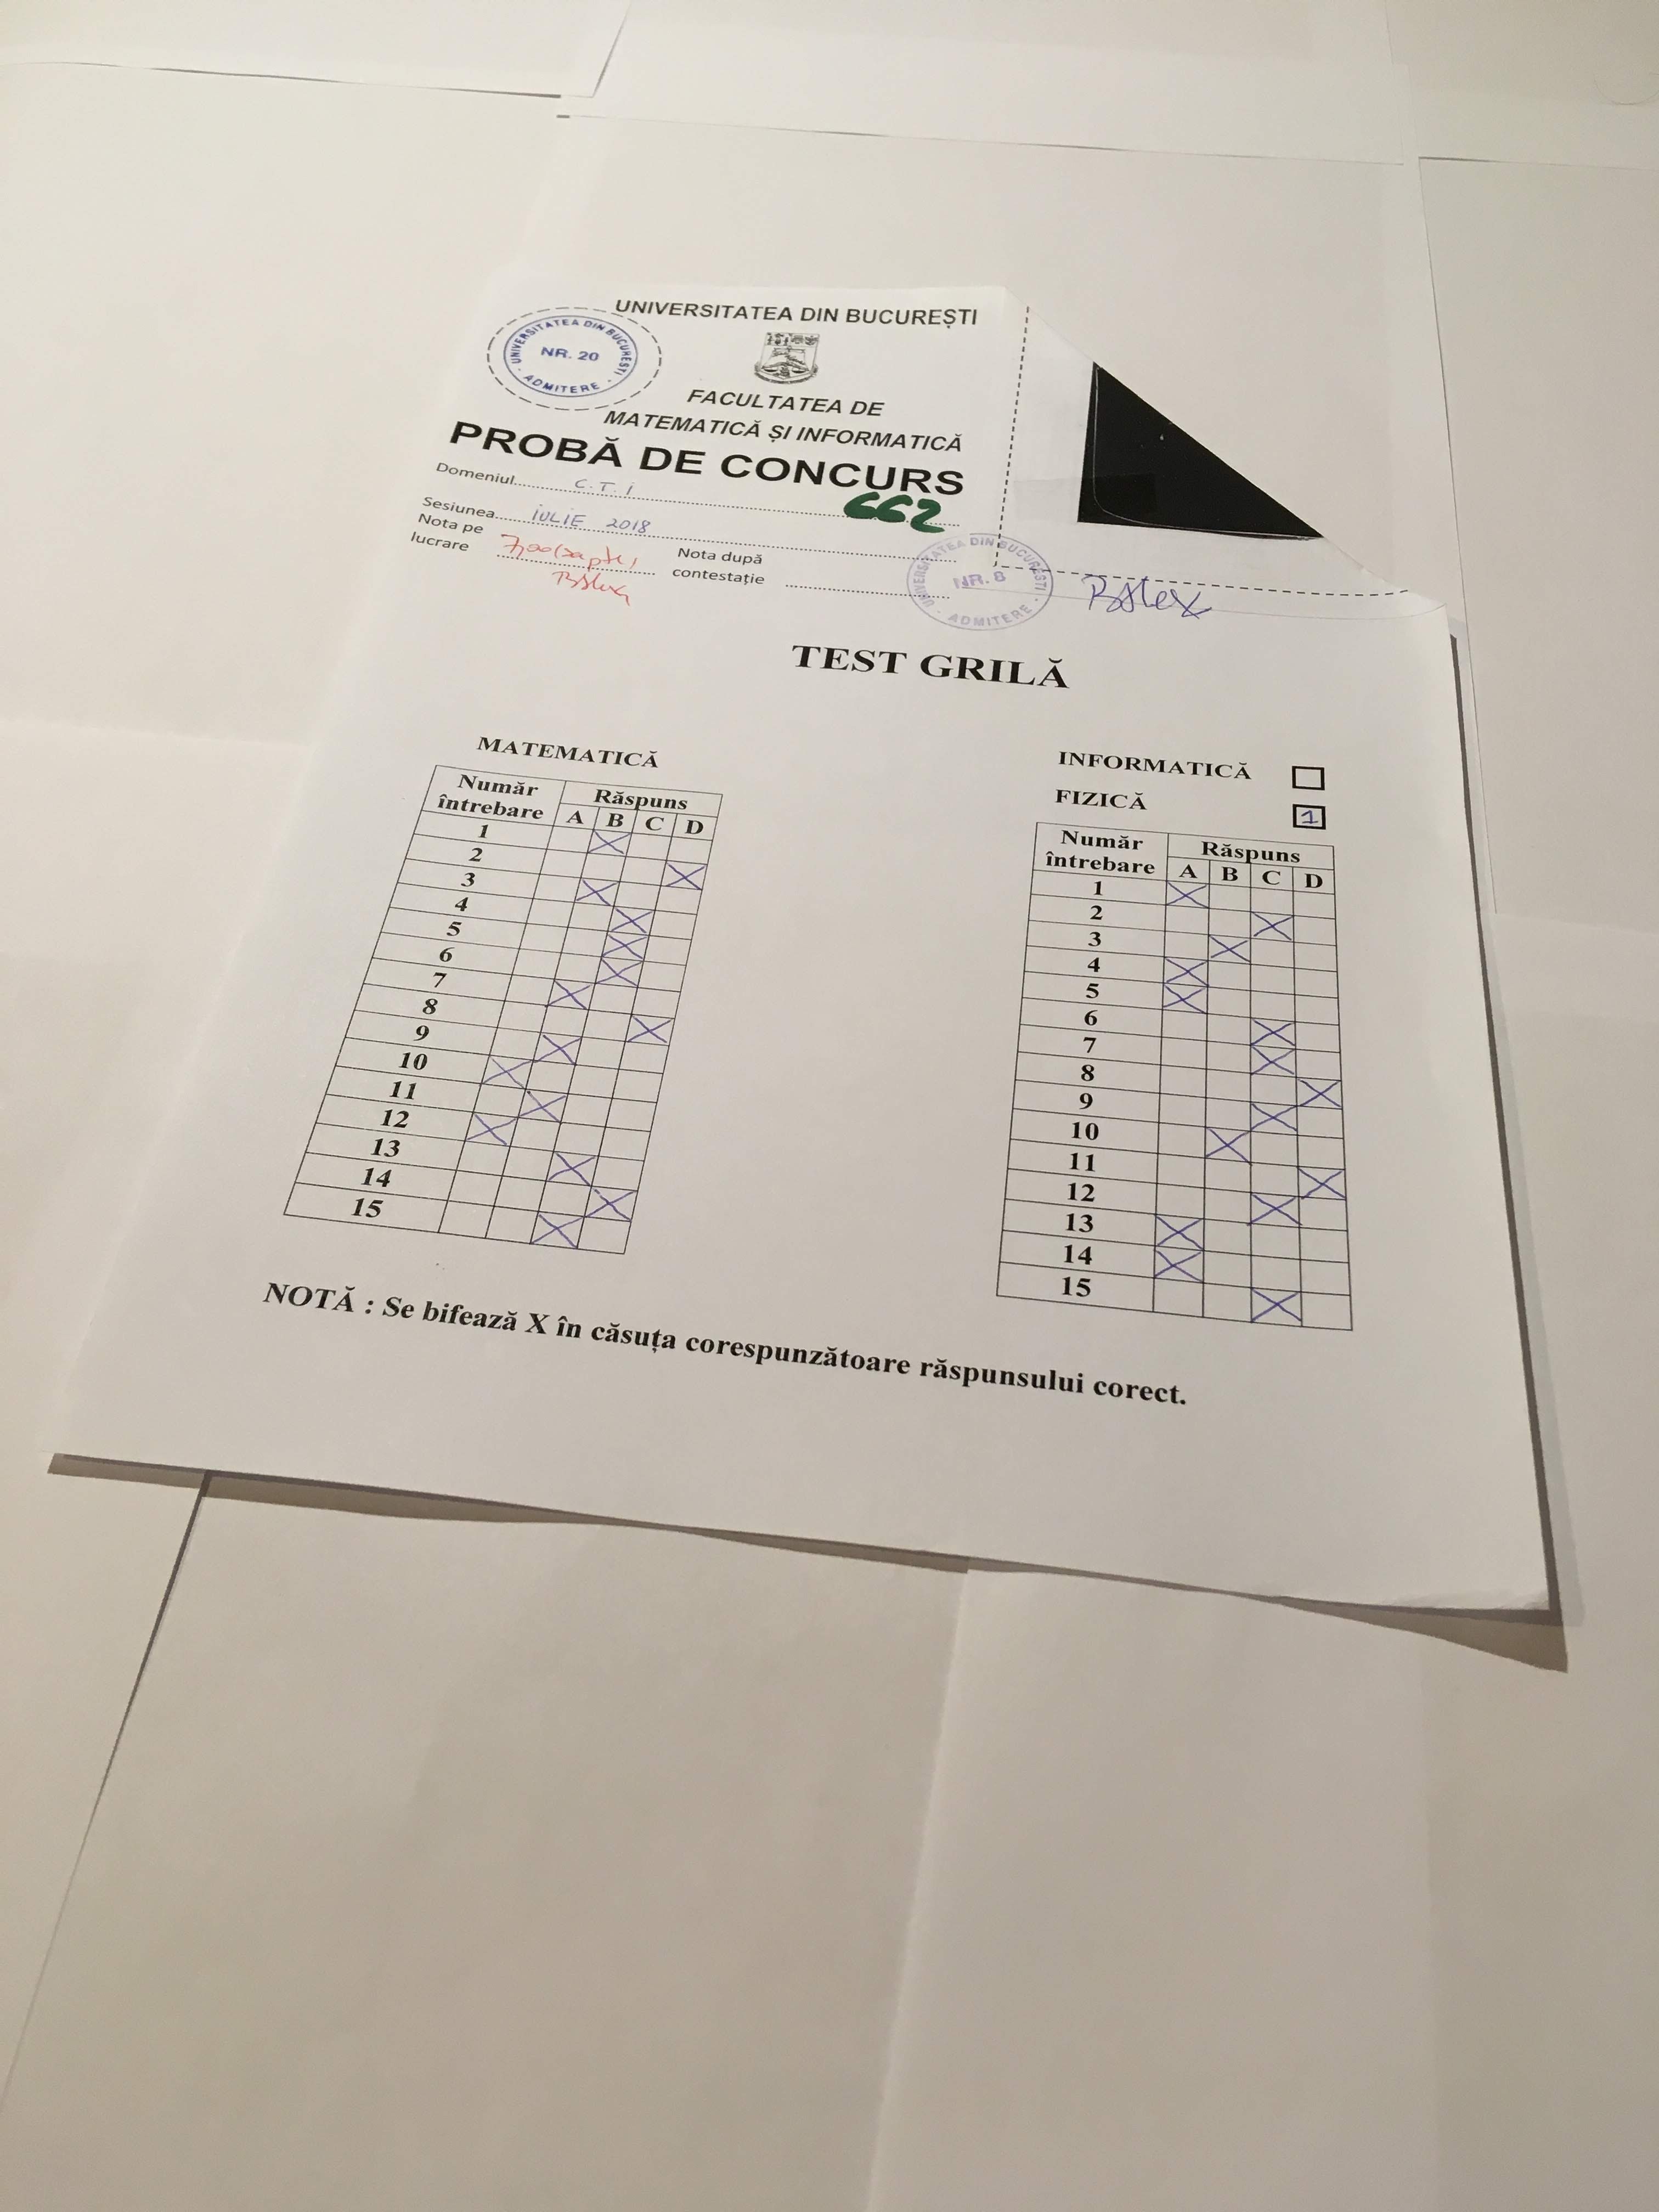 UNIVERSITATEA DIN BUCUREȘTI
UNIVERSITATEA DIN BUCUREȘTI
NR. 20
ADMITERE
FACULTATEA DE
MATEMATICĂ ȘI INFORMATICĂ
PROBĂ DE CONCURS
Domeniul C.T.I 662
Sesiunea IULIE 2018
Nota pe lucrare 7,00 (șapte)
Nota după contestație
UNIVERSITATEA DIN BUCUREȘTI
NR. 8
ADMITERE
TEST GRILĂ
MATEMATICĂ
Număr întrebare Răspuns
A B C D
1 X
2 X
3 X
4 X
5 X
6 X
7 X
8 X
9 X
10 X
11 X
12 X
13 X
14 X
15 X
INFORMATICĂ
FIZICĂ 1
Număr întrebare Răspuns
A B C D
1 X
2 X
3 X
4 X
5 X
6 X
7 X
8 X
9 X
10 X
11 X
12 X
13 X
14 X
15 X
NOTĂ : Se bifează X în căsuța corespunzătoare răspunsului corect.